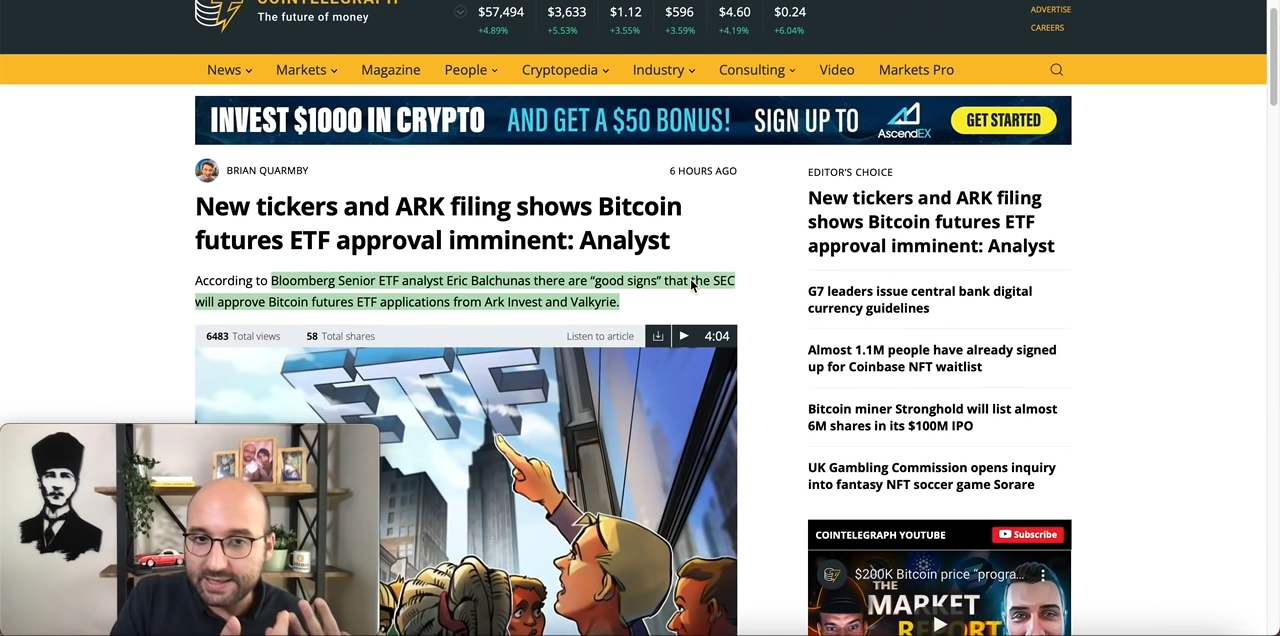 COINTELEGRAPH
The future of money
$57,494 $3,633 $1.12 $596 $4.60 $0.24
+4.89% +5.53% +3.55% +3.59% +4.19% +6.04%
ADVERTISE
CAREERS
News Markets Magazine People Cryptopedia Industry Consulting Video Markets Pro
INVEST $1000 IN CRYPTO AND GET A $50 BONUS! SIGN UP TO AscendEX GET STARTED
BRIAN QUARMBY 6 HOURS AGO
New tickers and ARK filing shows Bitcoin
futures ETF approval imminent: Analyst
According to Bloomberg Senior ETF analyst Eric Balchunas there are “good signs” that the SEC
will approve Bitcoin futures ETF applications from Ark Invest and Valkyrie.
6483 Total views 58 Total shares Listen to article 4:04
ETF
EDITOR'S CHOICE
New tickers and ARK filing
shows Bitcoin futures ETF
approval imminent: Analyst
G7 leaders issue central bank digital
currency guidelines
Almost 1.1M people have already signed
up for Coinbase NFT waitlist
Bitcoin miner Stronghold will list almost
6M shares in its $100M IPO
UK Gambling Commission opens inquiry
into fantasy NFT soccer game Sorare
COINTELEGRAPH YOUTUBE Subscribe
$200K Bitcoin price “progra...
THE
MARKET
REPORT